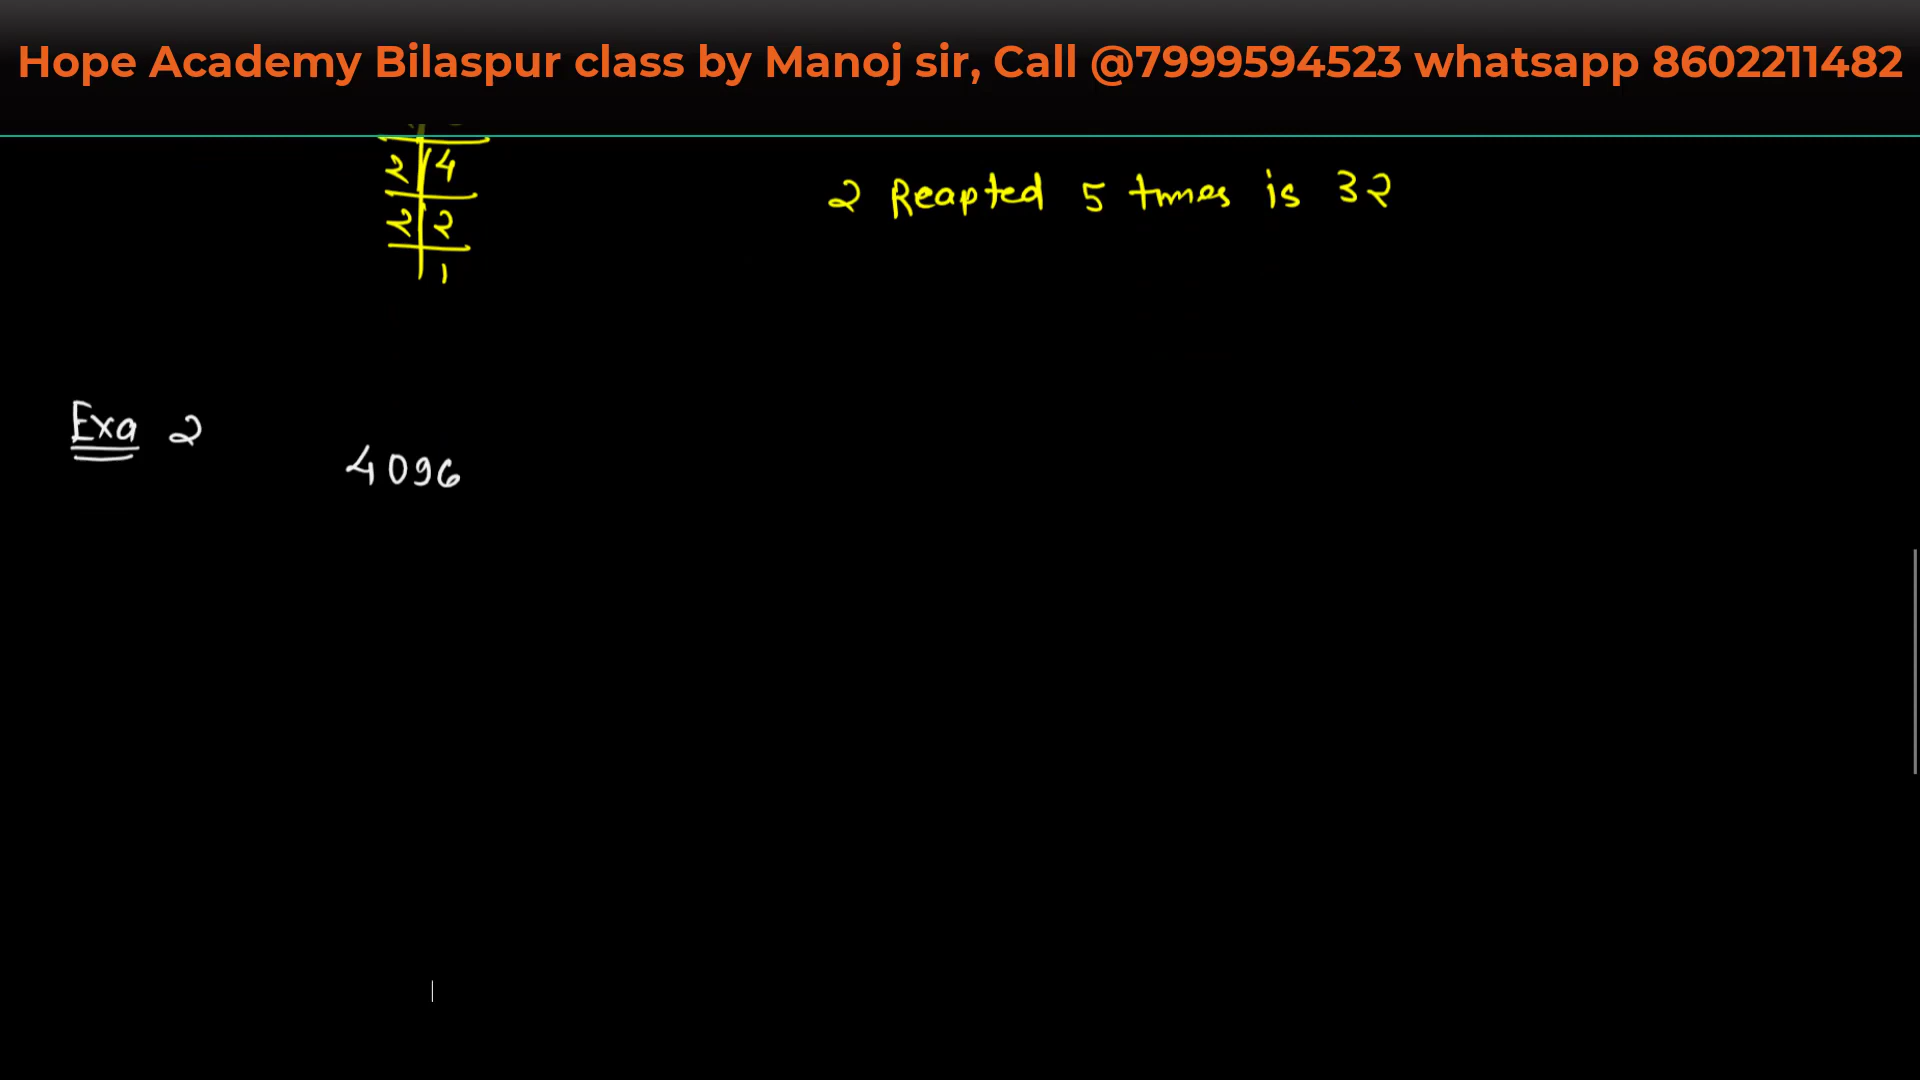 Hope Academy Bilaspur class by Manoj sir, Call @7999594523 whatsapp 8602211482
2 4
2 2
1
2 Reapted 5 times is 32
Exa 2
4096